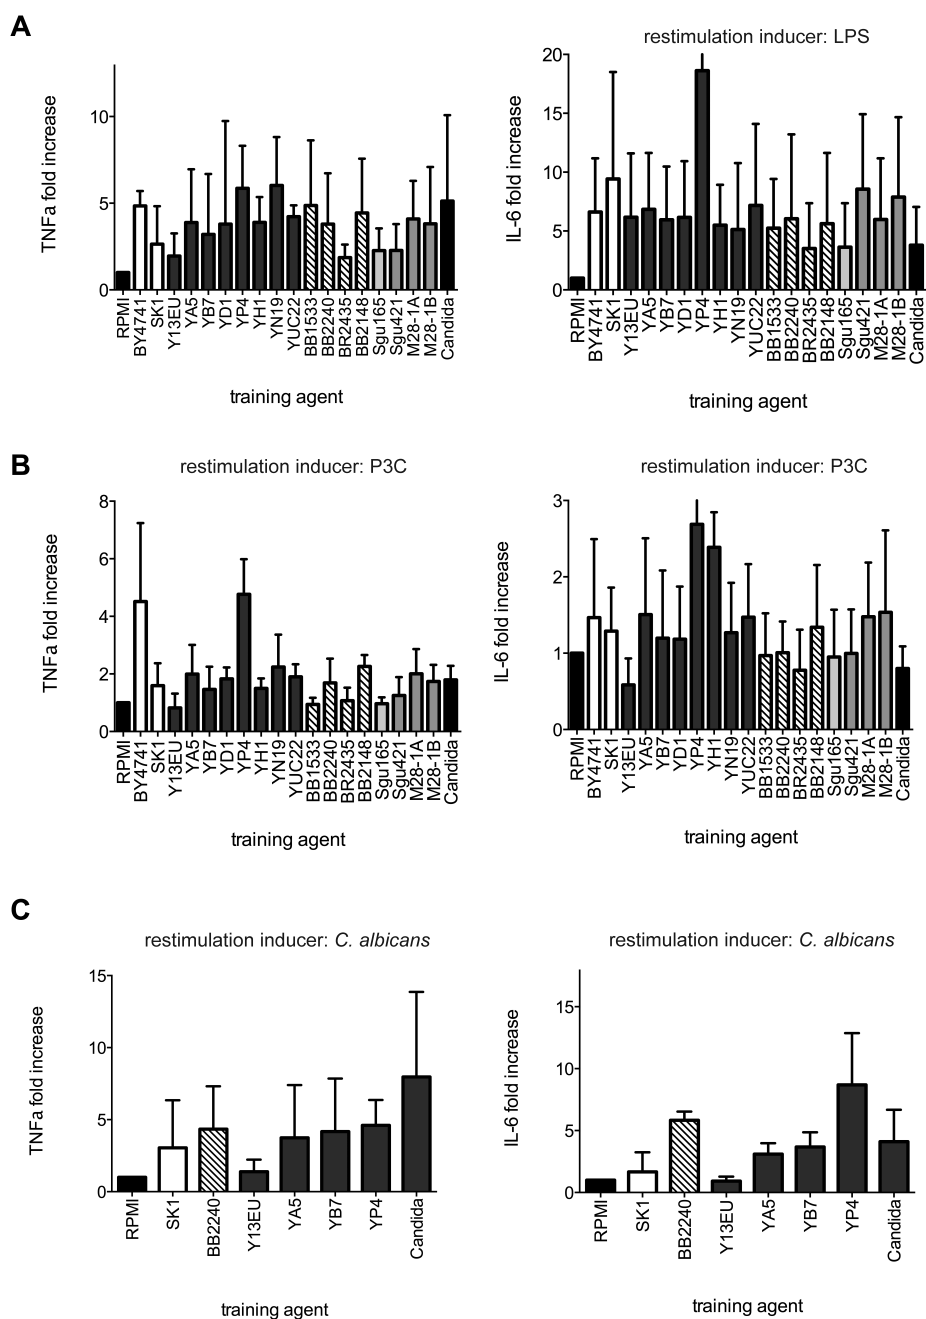 A
restimulation inducer: LPS
TNFa fold increase
10
5
0
RPMI
BY4741
SK1
Y13EU
YA5
YB7
YD1
YP4
YH1
YN19
YUC22
BB1533
BB2240
BR2435
BB2148
Sgu165
Sgu421
M28-1A
M28-1B
Candida
training agent
IL-6 fold increase
20
15
10
5
0
RPMI
BY4741
SK1
Y13EU
YA5
YB7
YD1
YP4
YH1
YN19
YUC22
BB1533
BB2240
BR2435
BB2148
Sgu165
Sgu421
M28-1A
M28-1B
Candida
training agent
B
restimulation inducer: P3C
TNFa fold increase
8
6
4
2
0
RPMI
BY4741
SK1
Y13EU
YA5
YB7
YD1
YP4
YH1
YN19
YUC22
BB1533
BB2240
BR2435
BB2148
Sgu165
Sgu421
M28-1A
M28-1B
Candida
training agent
restimulation inducer: P3C
IL-6 fold increase
3
2
1
0
RPMI
BY4741
SK1
Y13EU
YA5
YB7
YD1
YP4
YH1
YN19
YUC22
BB1533
BB2240
BR2435
BB2148
Sgu165
Sgu421
M28-1A
M28-1B
Candida
training agent
C
restimulation inducer: C. albicans
TNFa fold increase
15
10
5
0
RPMI
SK1
BB2240
Y13EU
YA5
YB7
YP4
Candida
training agent
restimulation inducer: C. albicans
IL-6 fold increase
15
10
5
0
RPMI
SK1
BB2240
Y13EU
YA5
YB7
YP4
Candida
training agent